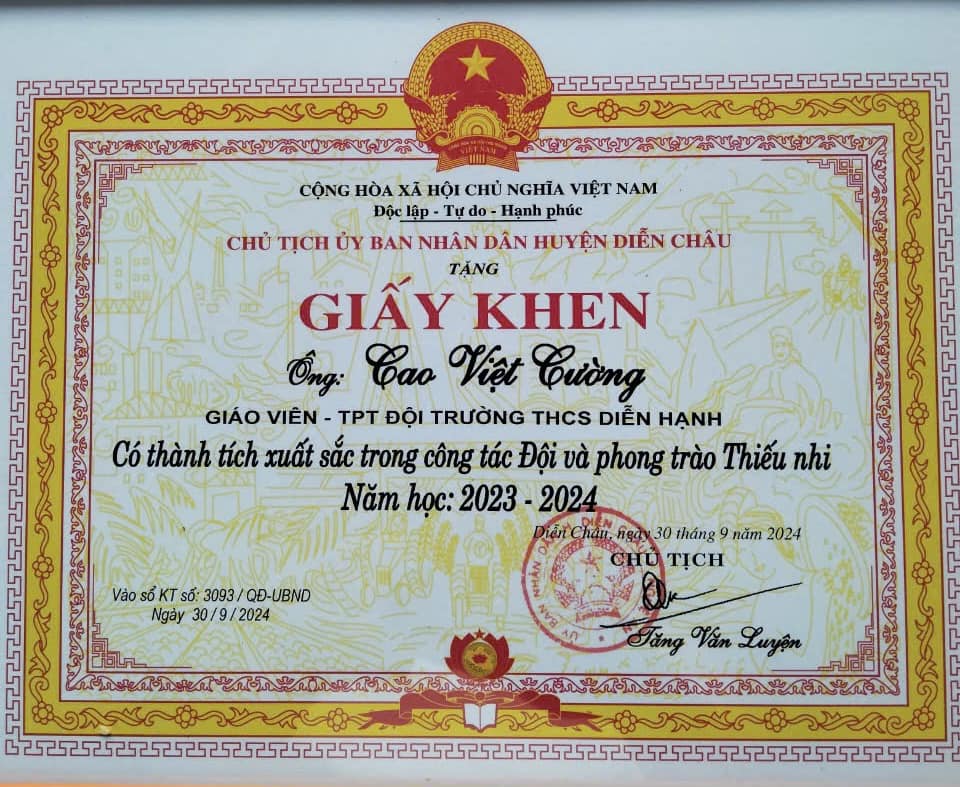 CỘNG HÒA XÃ HỘI CHỦ NGHĨA VIỆT NAM
Độc lập - Tự do - Hạnh phúc
CHỦ TỊCH ỦY BAN NHÂN DÂN HUYỆN DIỄN CHÂU
TẶNG
GIẤY KHEN
Ông: Cao Việt Cường
GIÁO VIÊN - TPT ĐỘI TRƯỜNG THCS DIỄN HẠNH
Có thành tích xuất sắc trong công tác Đội và phong trào Thiếu nhi
Năm học: 2023 - 2024
Diễn Châu, ngày 30 tháng 9 năm 2024
CHỦ TỊCH
Vào sổ KT số: 3093 / QĐ-UBND
Ngày 30 / 9 / 2024
Tăng Văn Luyện